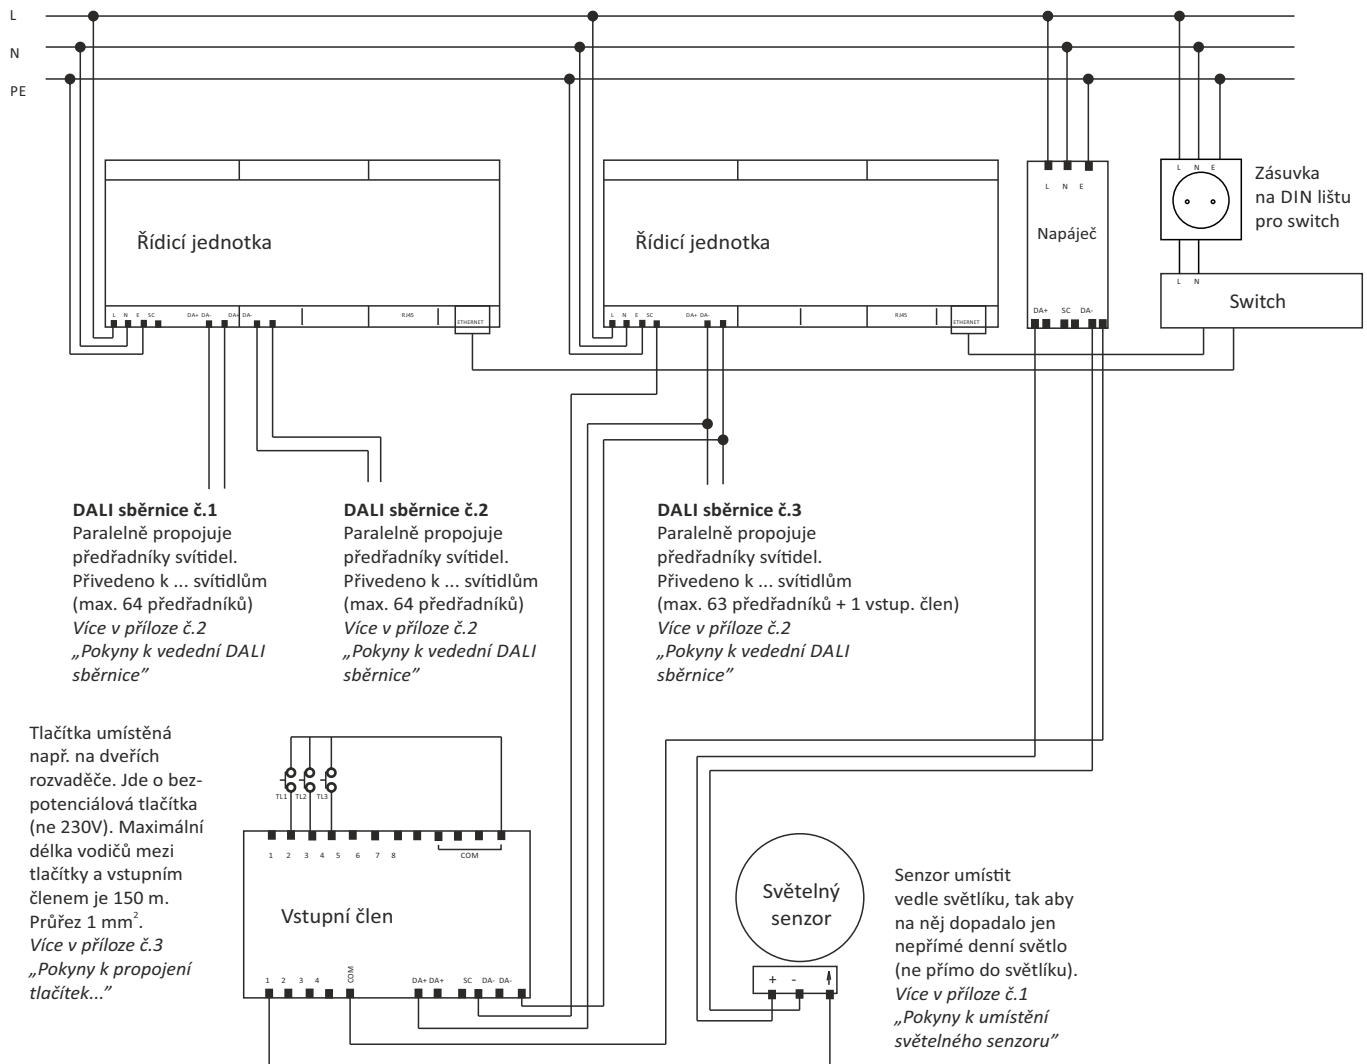 L
N
PE
Řídicí jednotka
L N E SC DA+ DA- DA+ DA- RJ45 ETHERNET
Řídicí jednotka
L N E SC DA+ DA- RJ45 ETHERNET
L N E
Napáječ
DA+ SC DA-
L N E
Zásuvka
na DIN lištu
pro switch
L N
Switch
DALI sběrnice č.1
Paralelně propojuje
předřadníky svítidel.
Přivedeno k ... svítidlům
(max. 64 předřadníků)
Více v příloze č.2
„Pokyny k vedední DALI
sběrnice”
DALI sběrnice č.2
Paralelně propojuje
předřadníky svítidel.
Přivedeno k ... svítidlům
(max. 64 předřadníků)
Více v příloze č.2
„Pokyny k vedední DALI
sběrnice”
DALI sběrnice č.3
Paralelně propojuje
předřadníky svítidel.
Přivedeno k ... svítidlům
(max. 63 předřadníků + 1 vstup. člen)
Více v příloze č.2
„Pokyny k vedední DALI
sběrnice”
Tlačítka umístěná
např. na dveřích
rozvaděče. Jde o bez-
potenciálová tlačítka
(ne 230V). Maximální
délka vodičů mezi
tlačítky a vstupním
členem je 150 m.
Průřez 1 mm².
Více v příloze č.3
„Pokyny k propojení
tlačítek...”
TL1 TL2 TL3
1 2 3 4 5 6 7 8 COM
Vstupní člen
1 2 3 4 COM DA+ DA+ SC DA- DA-
Světelný
senzor
+ -
Senzor umístit
vedle světlíku, tak aby
na něj dopadalo jen
nepřímé denní světlo
(ne přímo do světlíku).
Více v příloze č.1
„Pokyny k umístění
světelného senzoru”